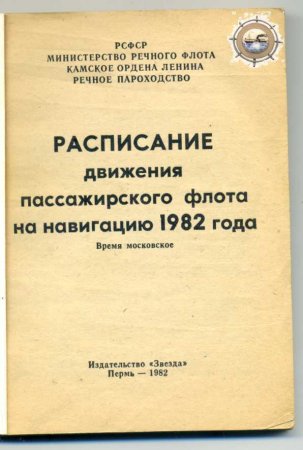 РСФСР
МИНИСТЕРСТВО РЕЧНОГО ФЛОТА
КАМСКОЕ ОРДЕНА ЛЕНИНА
РЕЧНОЕ ПАРОХОДСТВО
РАСПИСАНИЕ
движения
пассажирского флота
на навигацию 1982 года
Время московское
Издательство «Звезда»
Пермь — 1982